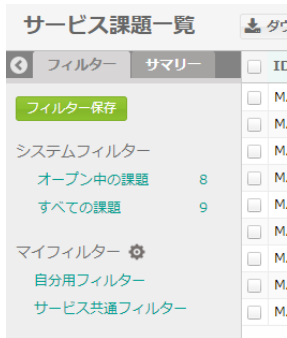 サービス課題一覧
フィルター サマリー
フィルター保存
システムフィルター
オープン中の課題 8
すべての課題 9
マイフィルター
自分用フィルター
サービス共通フィルター